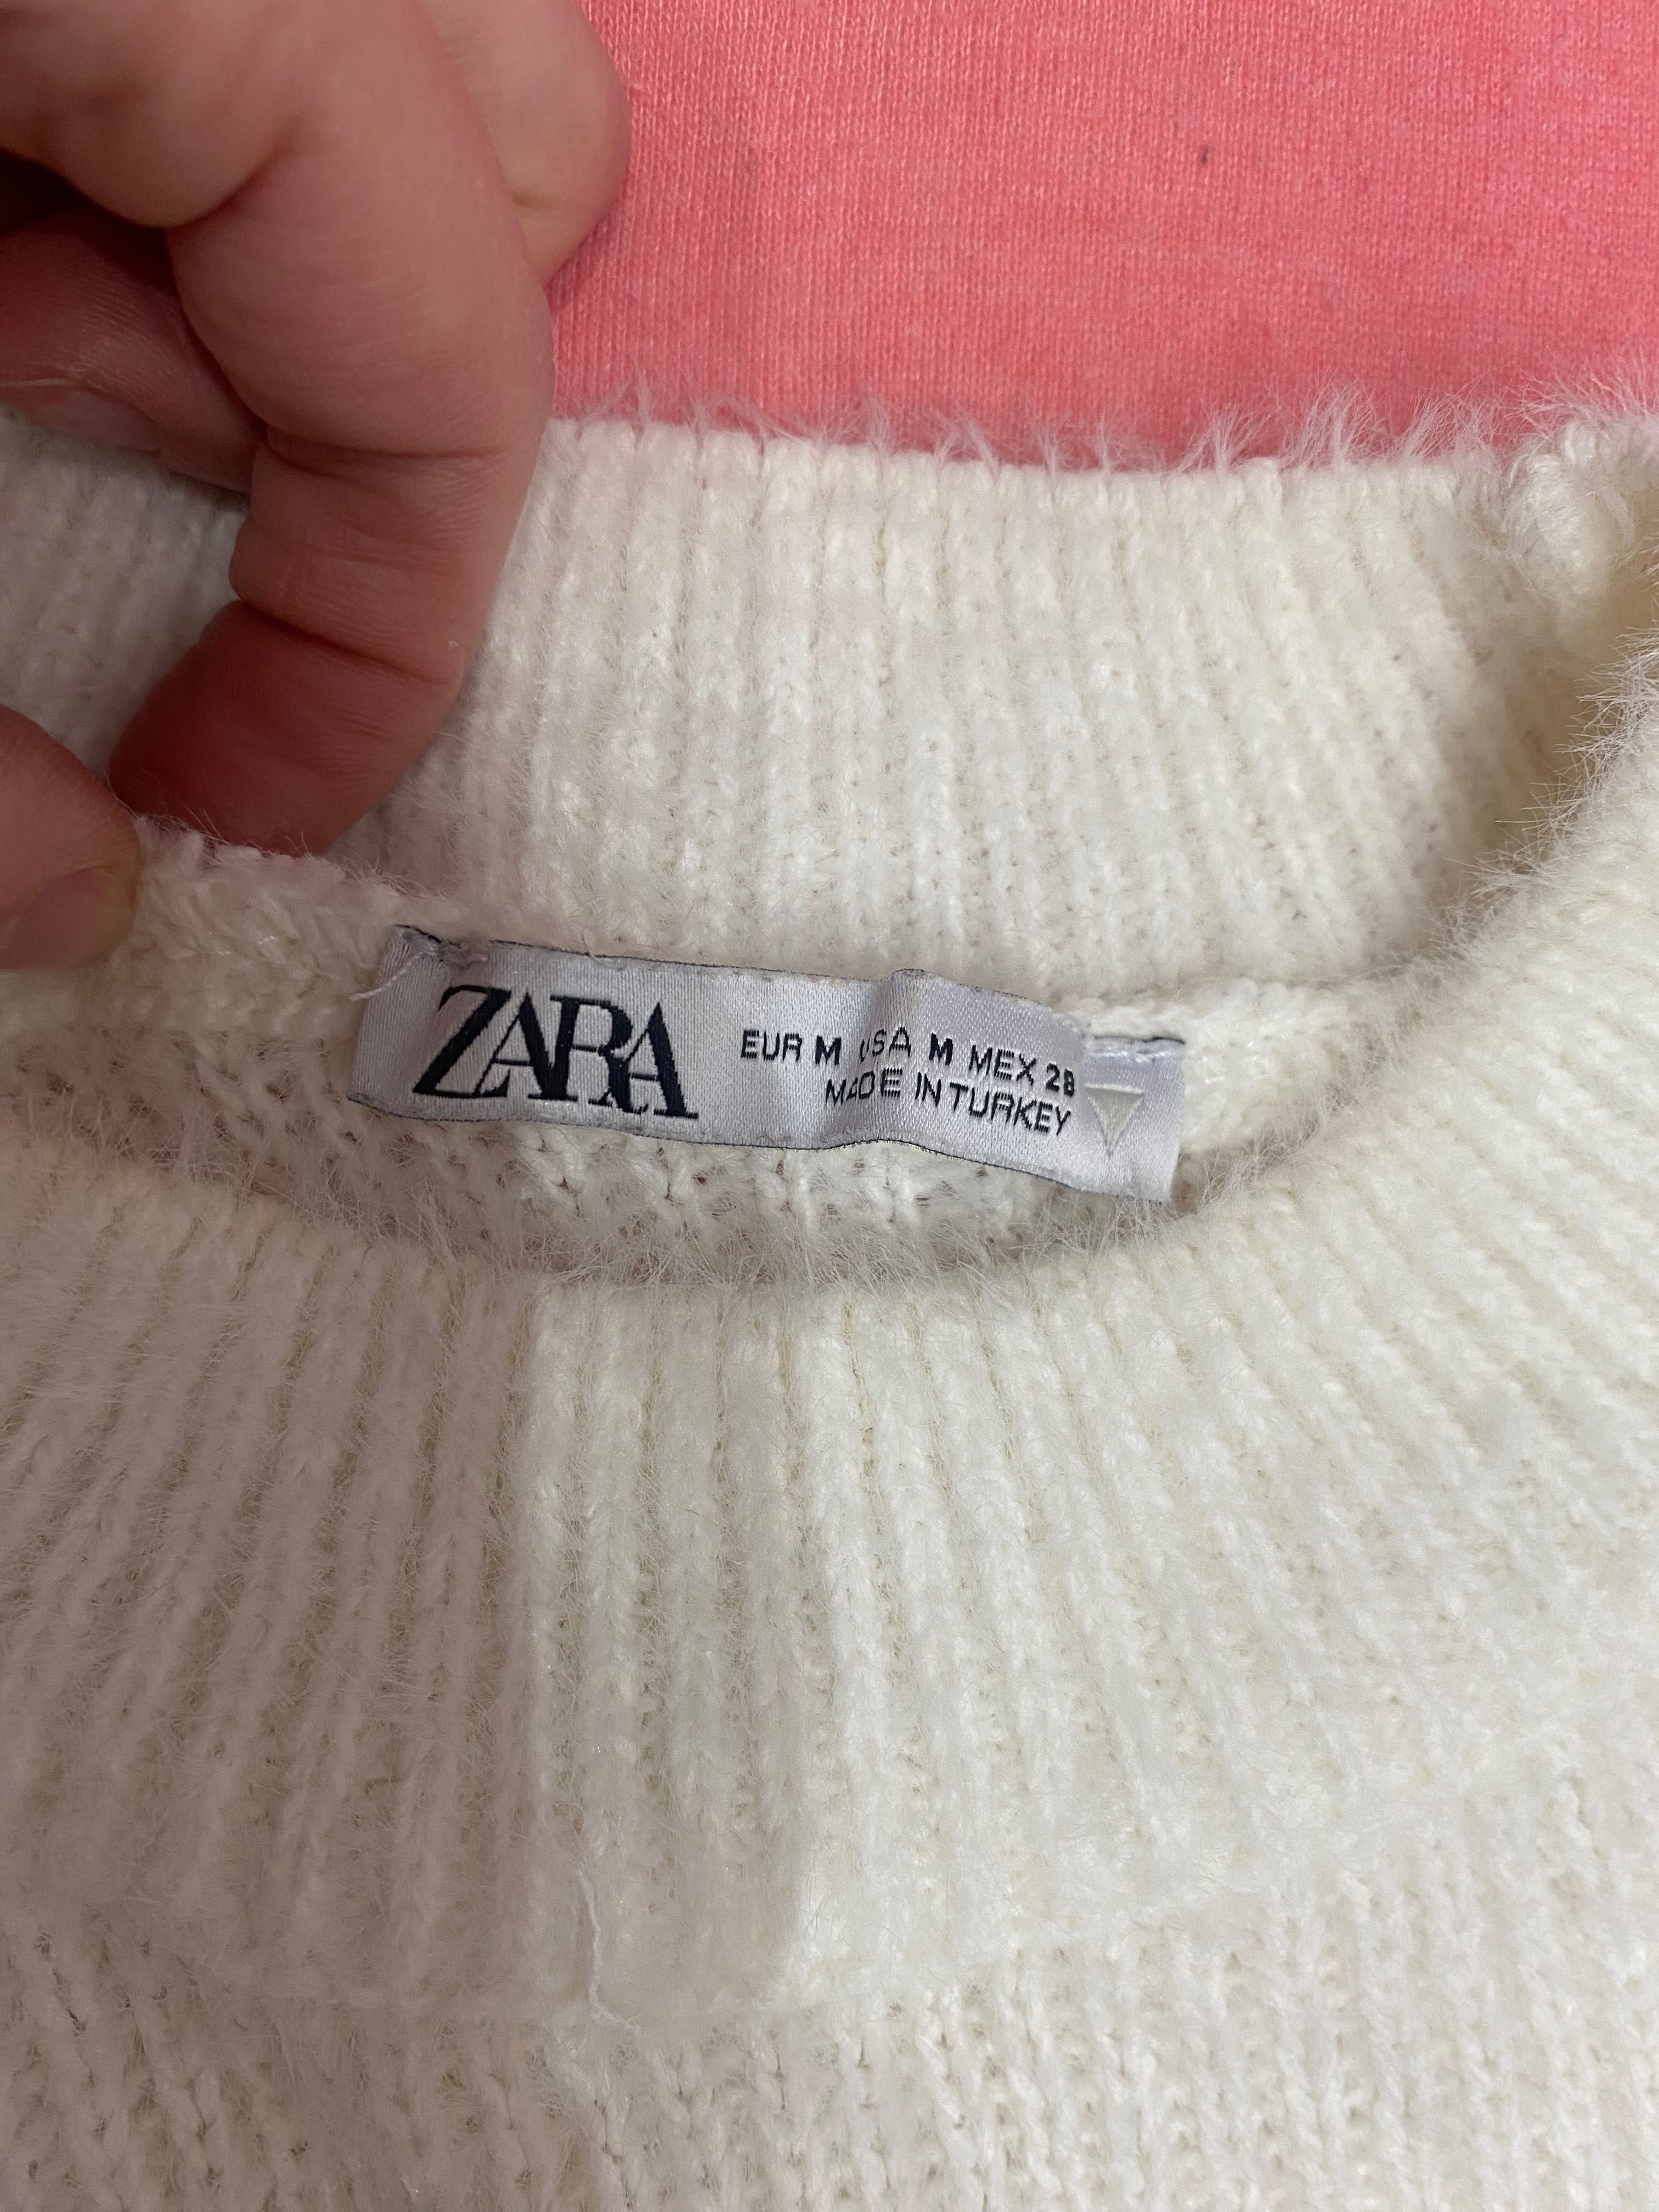 ZARA
EUR M USA M MEX 28
MADE IN TURKEY